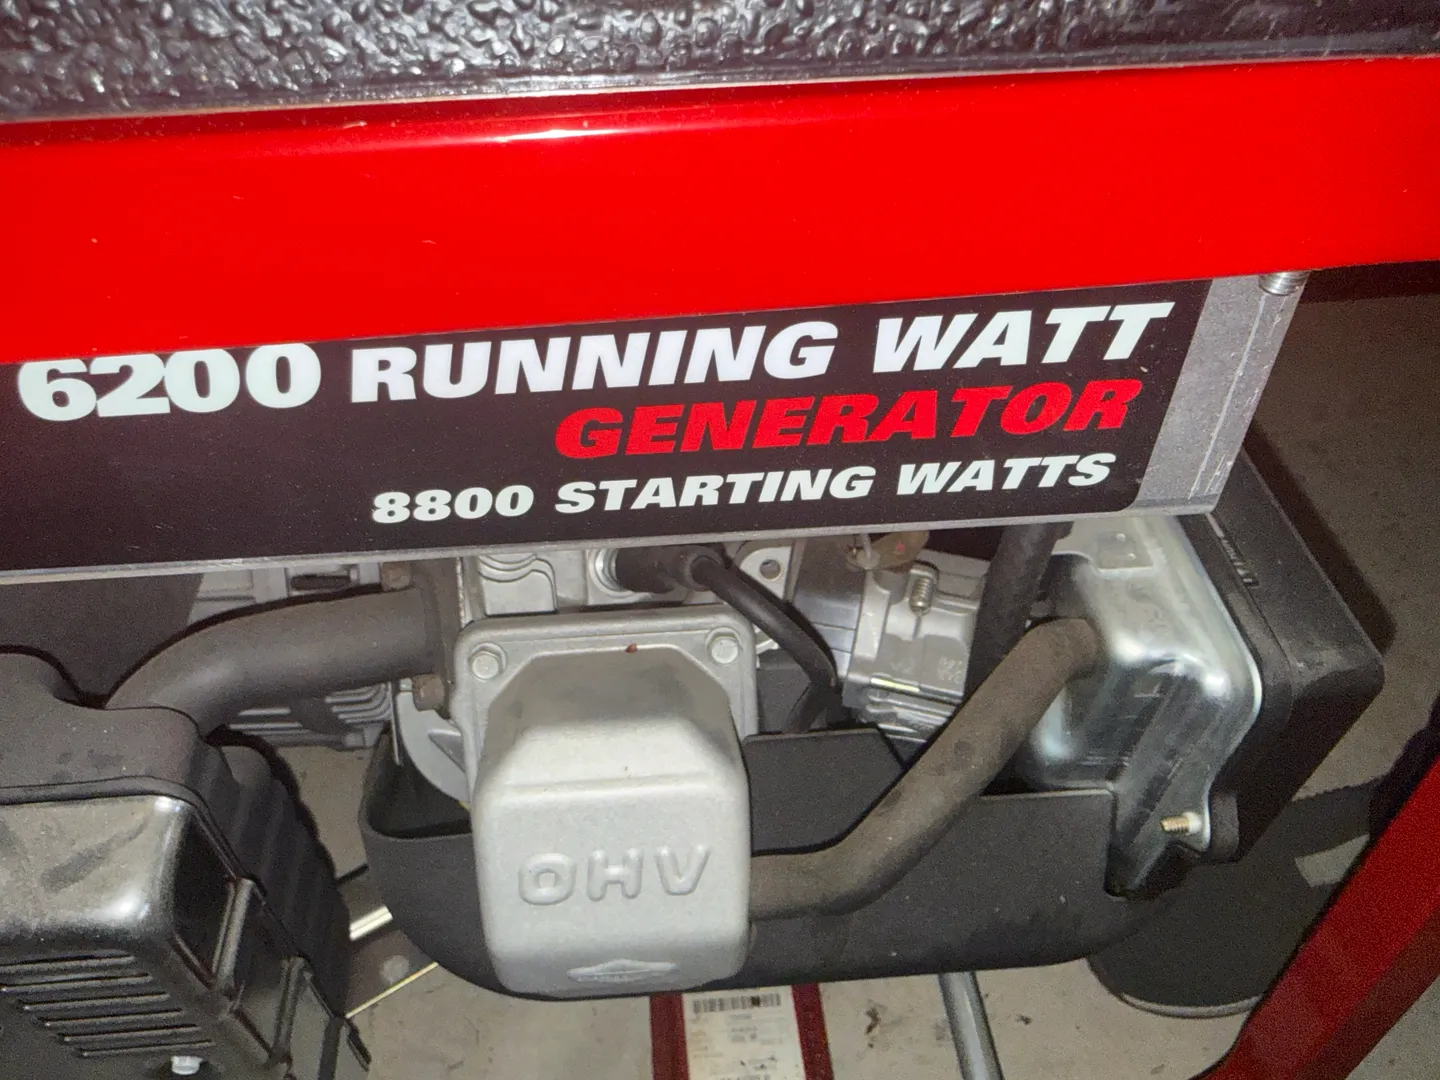 6200 RUNNING WATT
GENERATOR
8800 STARTING WATTS
OHV